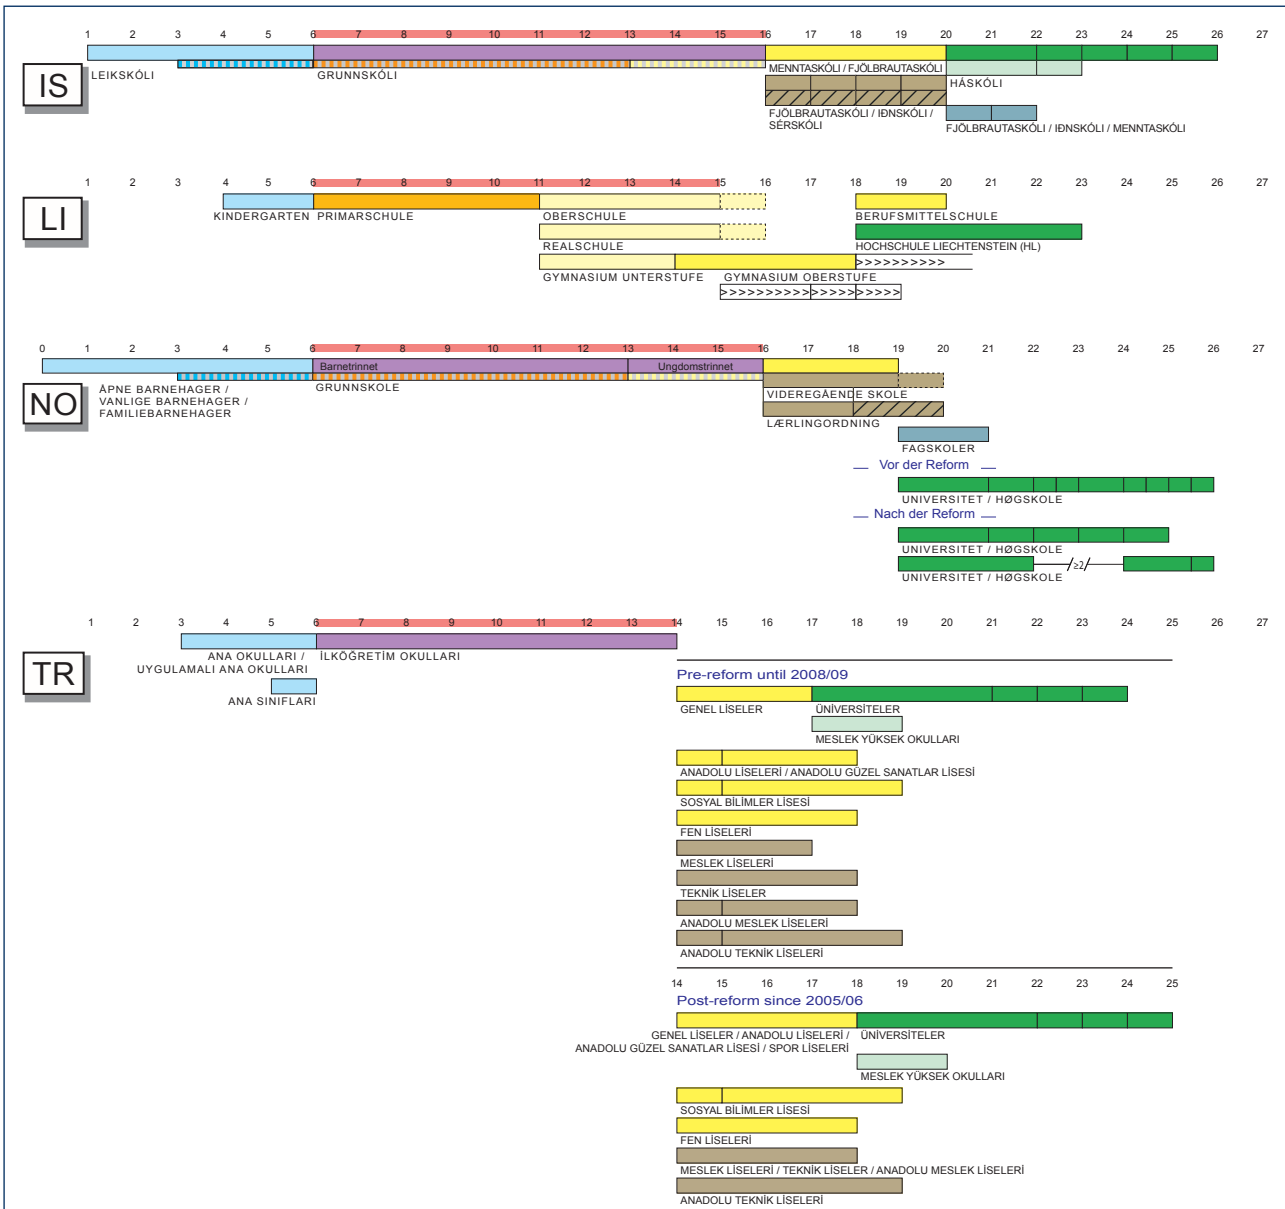 1 2 3 4 5 6 7 8 9 10 11 12 13 14 15 16 17 18 19 20 21 22 23 24 25 26 27
IS
LEIKSKÓLI
GRUNNSKÓLI
MENNTASKÓLI / FJÖLBRAUTASKÓLI
HÁSKÓLI
FJÖLBRAUTASKÓLI / IÐNSKÓLI /
SÉRSKÓLI
FJÖLBRAUTASKÓLI / IÐNSKÓLI / MENNTASKÓLI
1 2 3 4 5 6 7 8 9 10 11 12 13 14 15 16 17 18 19 20 21 22 23 24 25 26 27
LI
KINDERGARTEN
PRIMARSCHULE
OBERSCHULE
BERUFSMITTELSCHULE
REALSCHULE
HOCHSCHULE LIECHTENSTEIN (HL)
>>>>>>>>>>
GYMNASIUM UNTERSTUFE
GYMNASIUM OBERSTUFE
>>>>>>>>>>>>>>>>>>>>
0 1 2 3 4 5 6 7 8 9 10 11 12 13 14 15 16 17 18 19 20 21 22 23 24 25 26 27
NO
Barnetrinnet
Ungdomstrinnet
ÅPNE BARNEHAGER /
VANLIGE BARNEHAGER /
FAMILIEBARNEHAGER
GRUNNSKOLE
VIDEREGÅENDE SKOLE
LÆRLINGORDNING
FAGSKOLER
Vor der Reform
UNIVERSITET / HØGSKOLE
Nach der Reform
UNIVERSITET / HØGSKOLE
≥2
UNIVERSITET / HØGSKOLE
1 2 3 4 5 6 7 8 9 10 11 12 13 14 15 16 17 18 19 20 21 22 23 24 25 26 27
TR
ANA OKULLARI /
UYGULAMALI ANA OKULLARI
İLKÖĞRETİM OKULLARI
ANA SINIFLARI
Pre-reform until 2008/09
GENEL LİSELER
ÜNİVERSİTELER
MESLEK YÜKSEK OKULLARI
ANADOLU LİSELERİ / ANADOLU GÜZEL SANATLAR LİSESİ
SOSYAL BİLİMLER LİSESİ
FEN LİSELERİ
MESLEK LİSELERİ
TEKNİK LİSELER
ANADOLU MESLEK LİSELERİ
ANADOLU TEKNİK LİSELERİ
14 15 16 17 18 19 20 21 22 23 24 25
Post-reform since 2005/06
GENEL LİSELER / ANADOLU LİSELERİ /
ANADOLU GÜZEL SANATLAR LİSESİ / SPOR LİSELERİ
ÜNİVERSİTELER
MESLEK YÜKSEK OKULLARI
SOSYAL BİLİMLER LİSESİ
FEN LİSELERİ
MESLEK LİSELERİ / TEKNİK LİSELER / ANADOLU MESLEK LİSELERİ
ANADOLU TEKNİK LİSELERİ